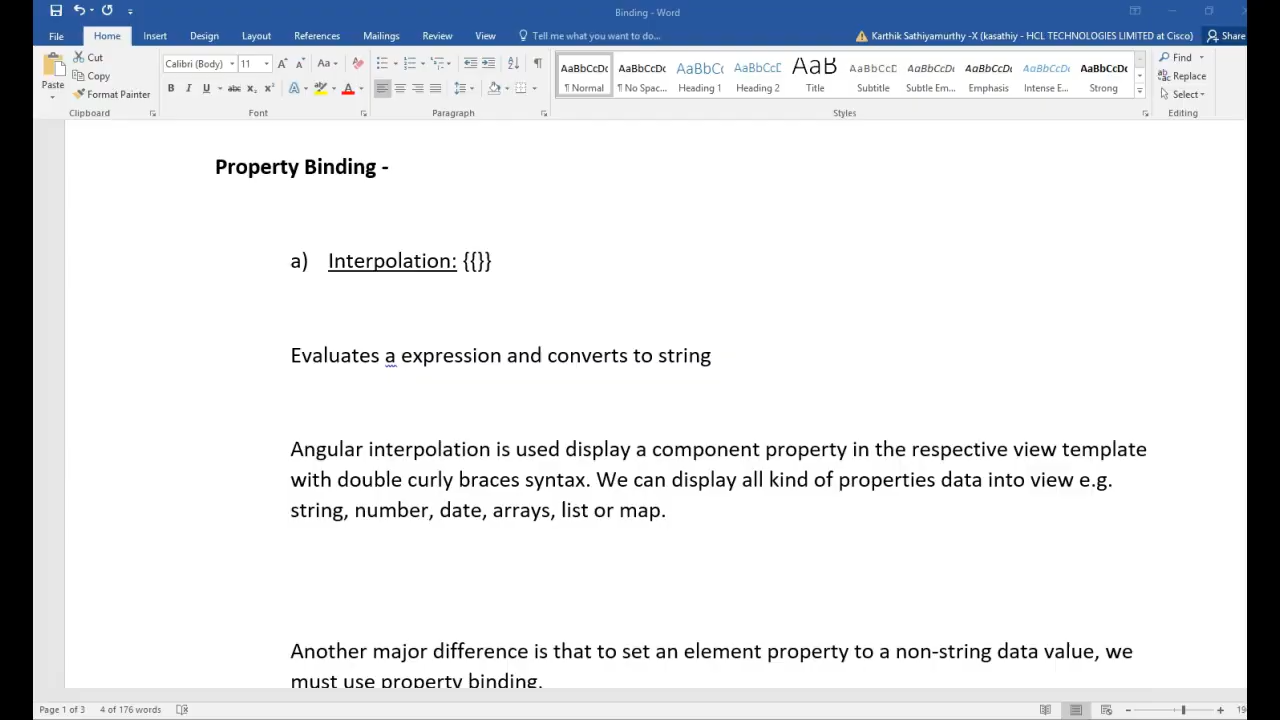 Binding - Word
File Home Insert Design Layout References Mailings Review View Tell me what you want to do... Karthik Sathiyamurthy -X (kasathiy - HCL TECHNOLOGIES LIMITED at Cisco) Share
Paste
Cut
Copy
Format Painter
Clipboard
Calibri (Body) 11
Font
Paragraph
AaBbCcDc AaBbCcDc AaBbC AaBbCcD AaB AaBbCcD AaBbCcDc AaBbCcDc AaBbCcDc AaBbCcDc
¶ Normal ¶ No Spac... Heading 1 Heading 2 Title Subtitle Subtle Em... Emphasis Intense E... Strong
Styles
Find
Replace
Select
Editing
Property Binding -
a) Interpolation: {{}}
Evaluates a expression and converts to string
Angular interpolation is used display a component property in the respective view template
with double curly braces syntax. We can display all kind of properties data into view e.g.
string, number, date, arrays, list or map.
Another major difference is that to set an element property to a non-string data value, we
must use property binding.
Page 1 of 3 4 of 176 words